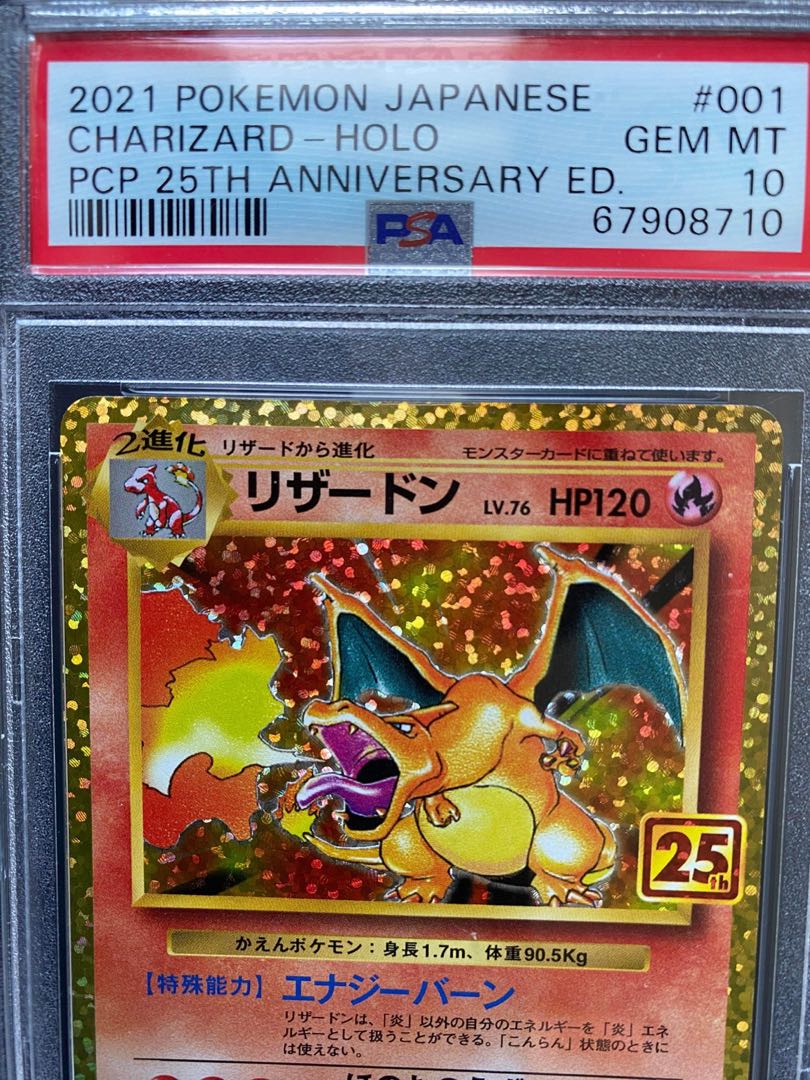 2021 POKEMON JAPANESE #001
CHARIZARD-HOLO GEM MT
PCP 25TH ANNIVERSARY ED. 10
PSA 67908710
2進化 リザードから進化 モンスターカードに重ねて使います。
リザードン LV.76 HP120
25th
かえんポケモン：身長1.7m、体重90.5Kg
【特殊能力】エナジーバーン
リザードンは、「炎」以外の自分のエネルギーを「炎」エネ
ルギーとして扱うことができる。「こんらん」状態のときに
は使えない。